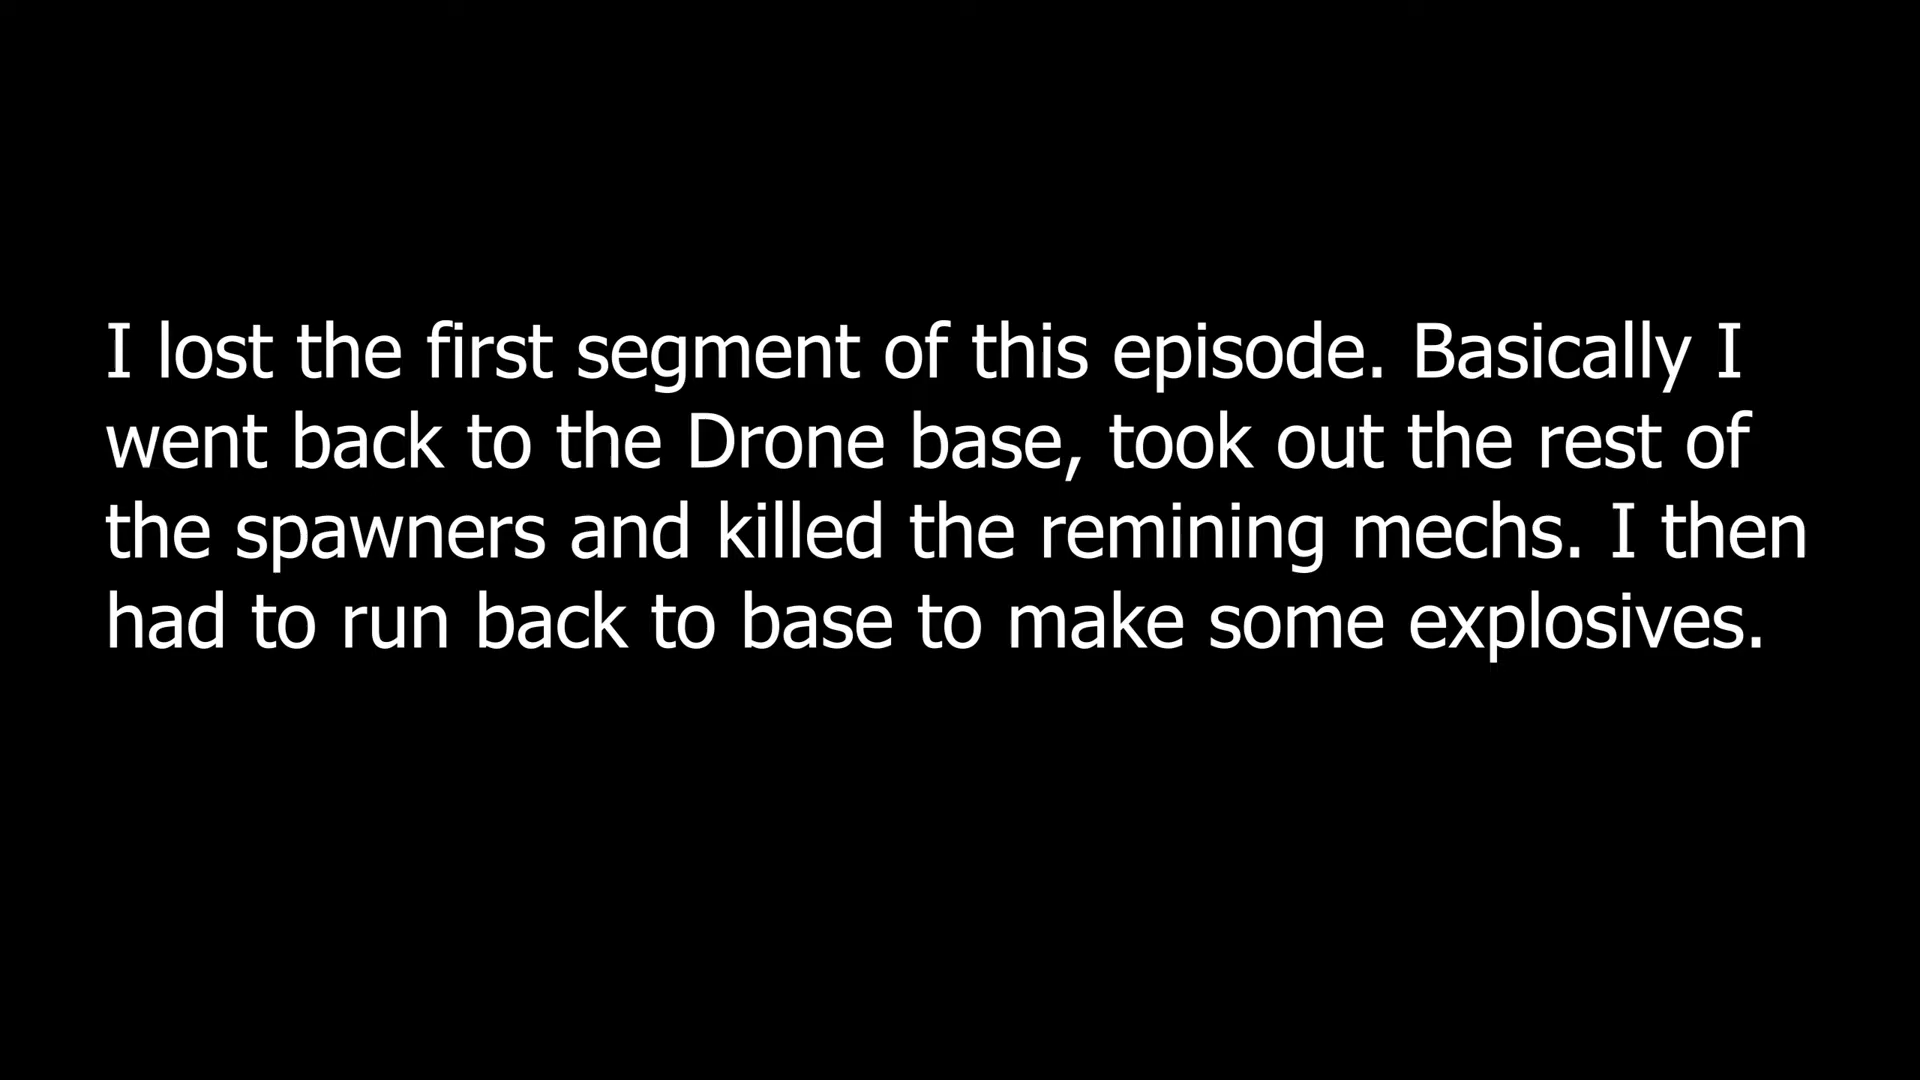 I lost the first segment of this episode. Basically I
went back to the Drone base, took out the rest of
the spawners and killed the remining mechs. I then
had to run back to base to make some explosives.